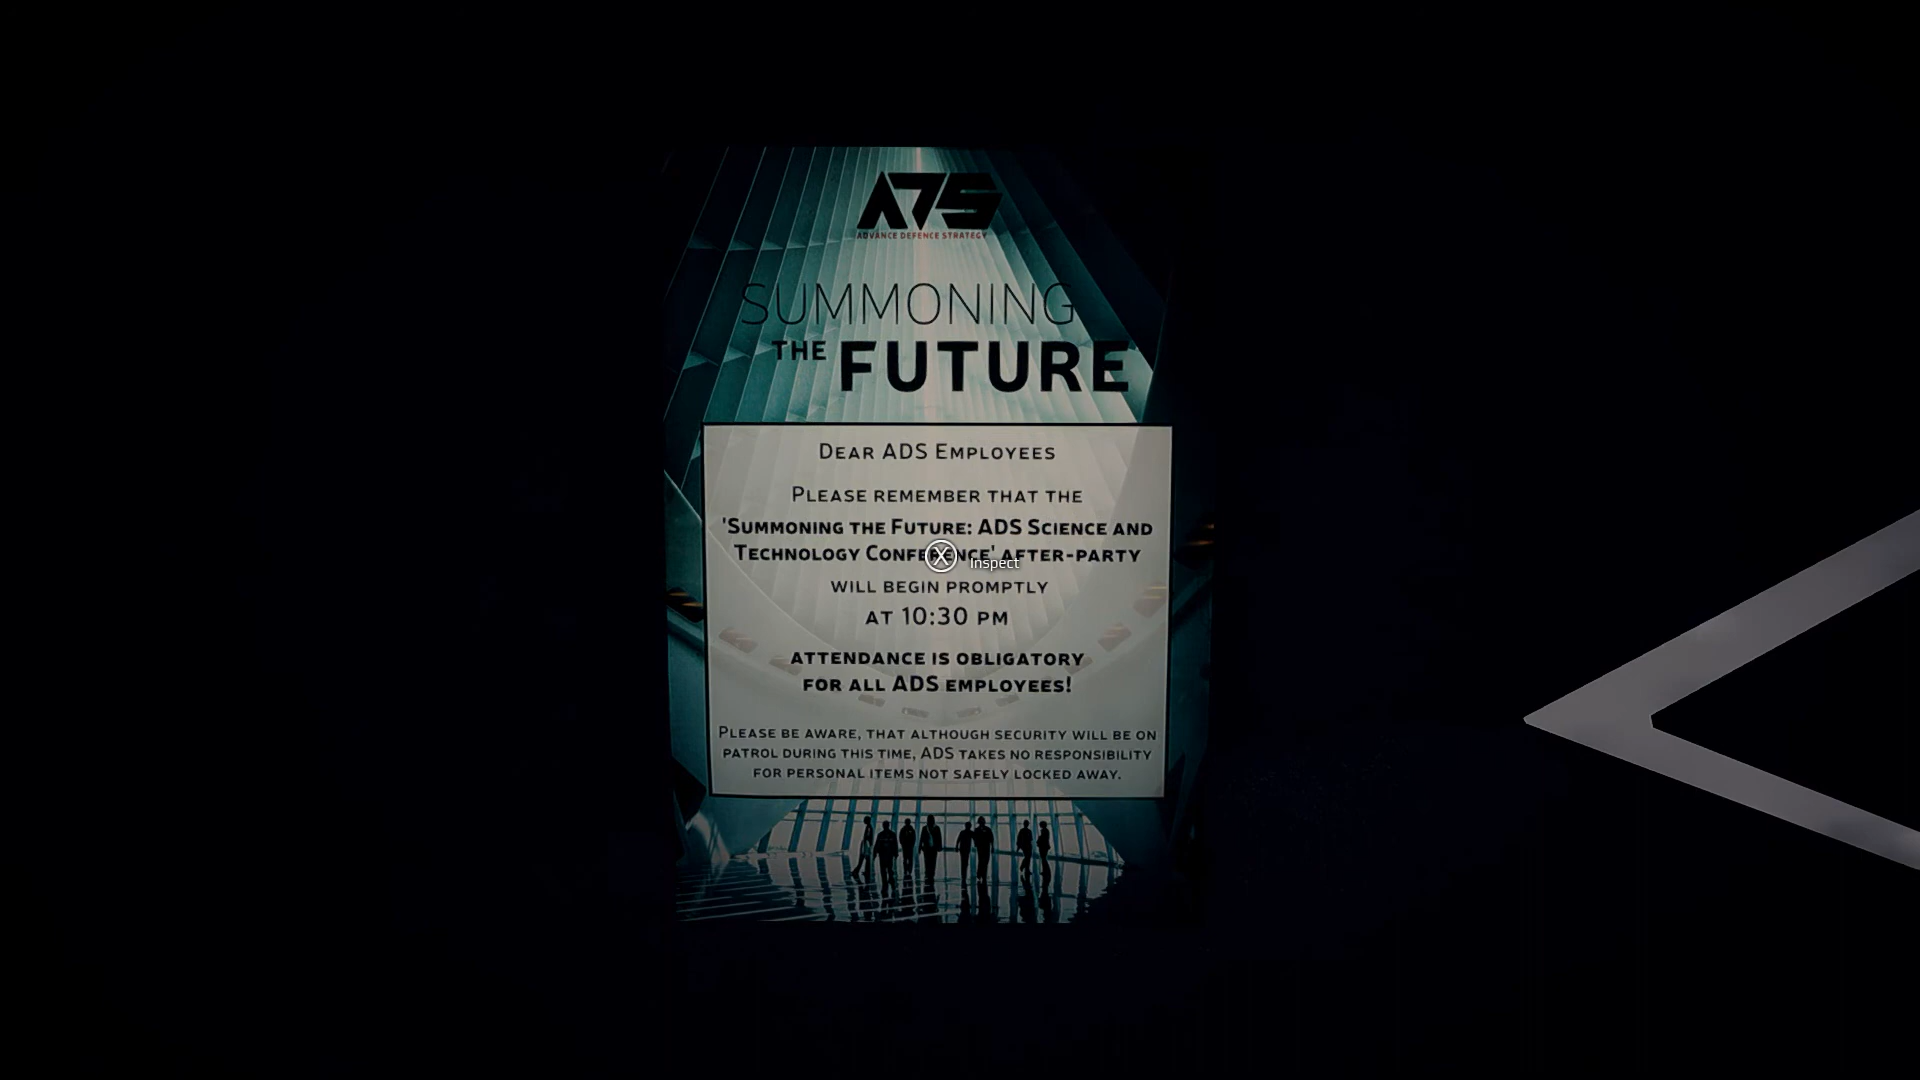 ADS
ADVANCE DEFENCE STRATEGY
SUMMONING
THE FUTURE
DEAR ADS EMPLOYEES
PLEASE REMEMBER THAT THE
'SUMMONING THE FUTURE: ADS SCIENCE AND
TECHNOLOGY CONFERENCE' AFTER-PARTY
X Inspect
WILL BEGIN PROMPTLY
AT 10:30 PM
ATTENDANCE IS OBLIGATORY
FOR ALL ADS EMPLOYEES!
PLEASE BE AWARE, THAT ALTHOUGH SECURITY WILL BE ON
PATROL DURING THIS TIME, ADS TAKES NO RESPONSIBILITY
FOR PERSONAL ITEMS NOT SAFELY LOCKED AWAY.